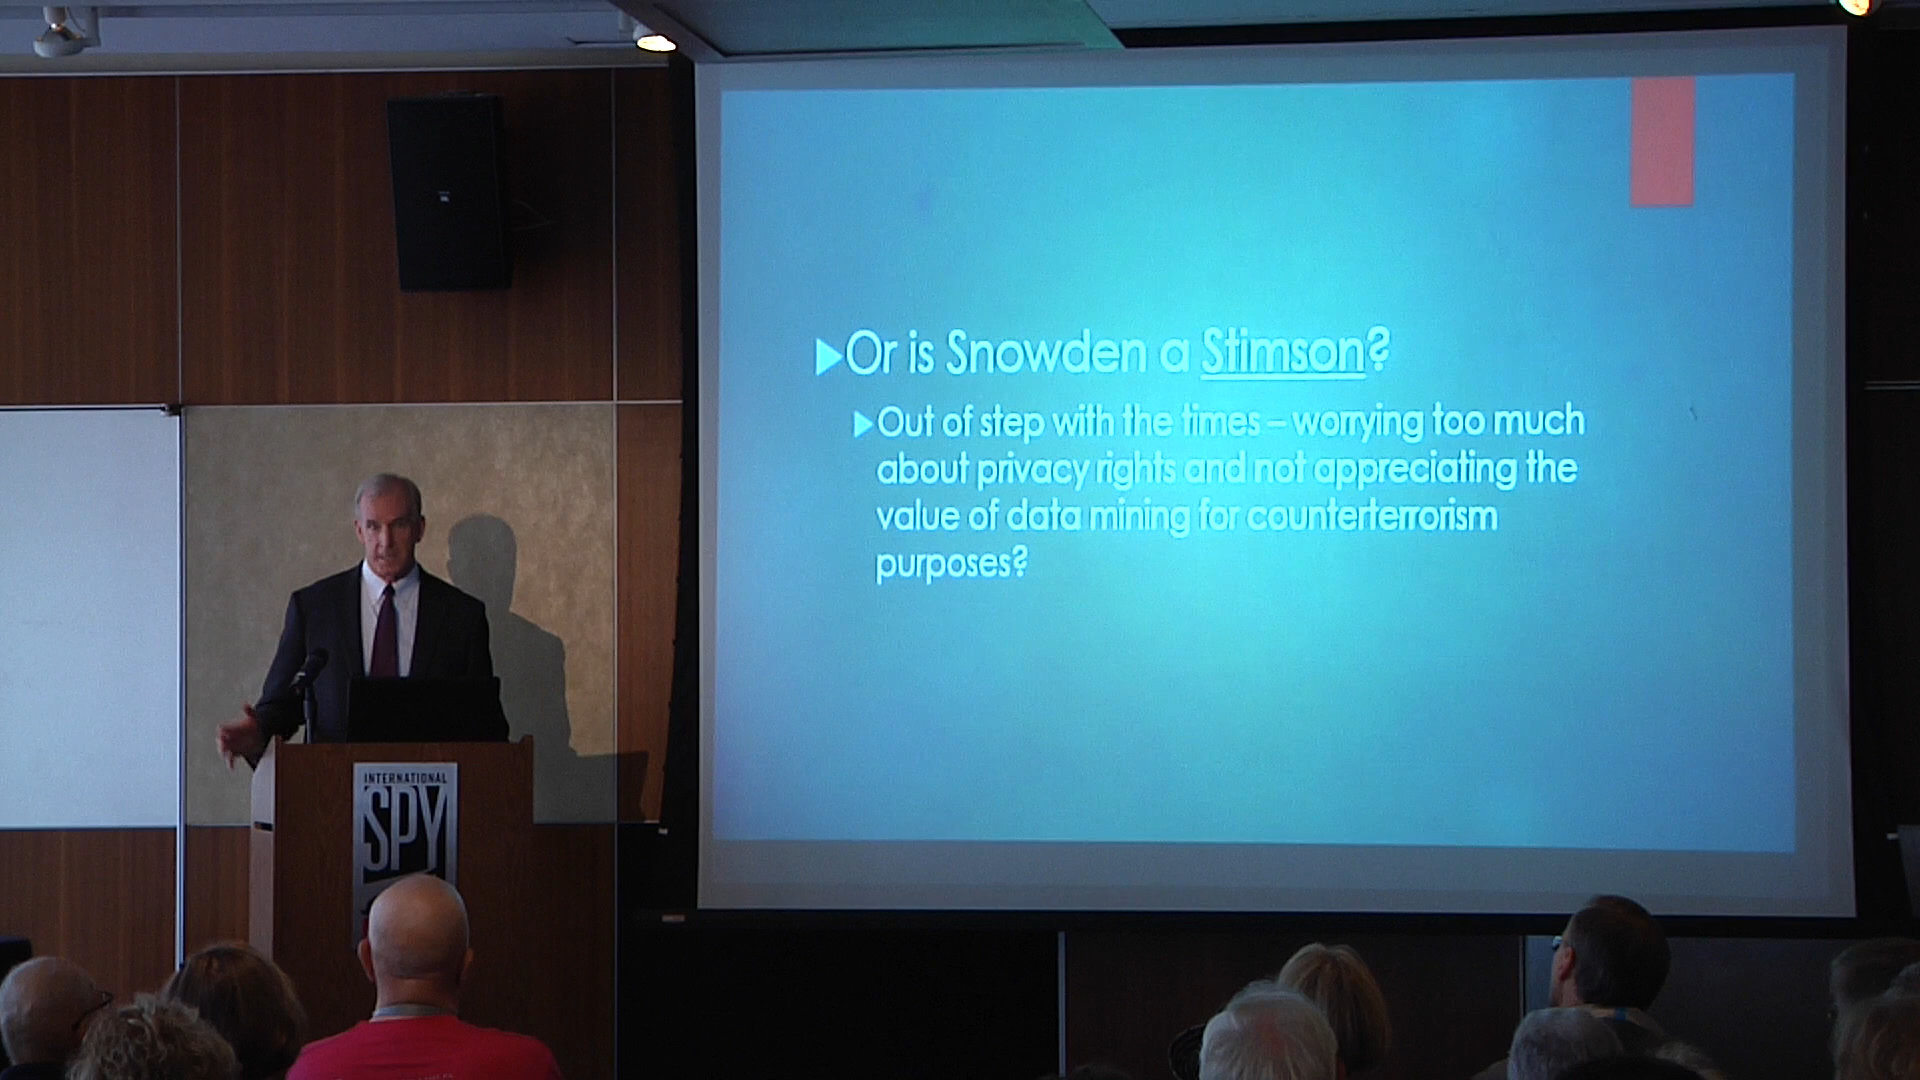 Or is Snowden a Stimson?
Out of step with the times – worrying too much
about privacy rights and not appreciating the
value of data mining for counterterrorism
purposes?
INTERNATIONAL
SPY